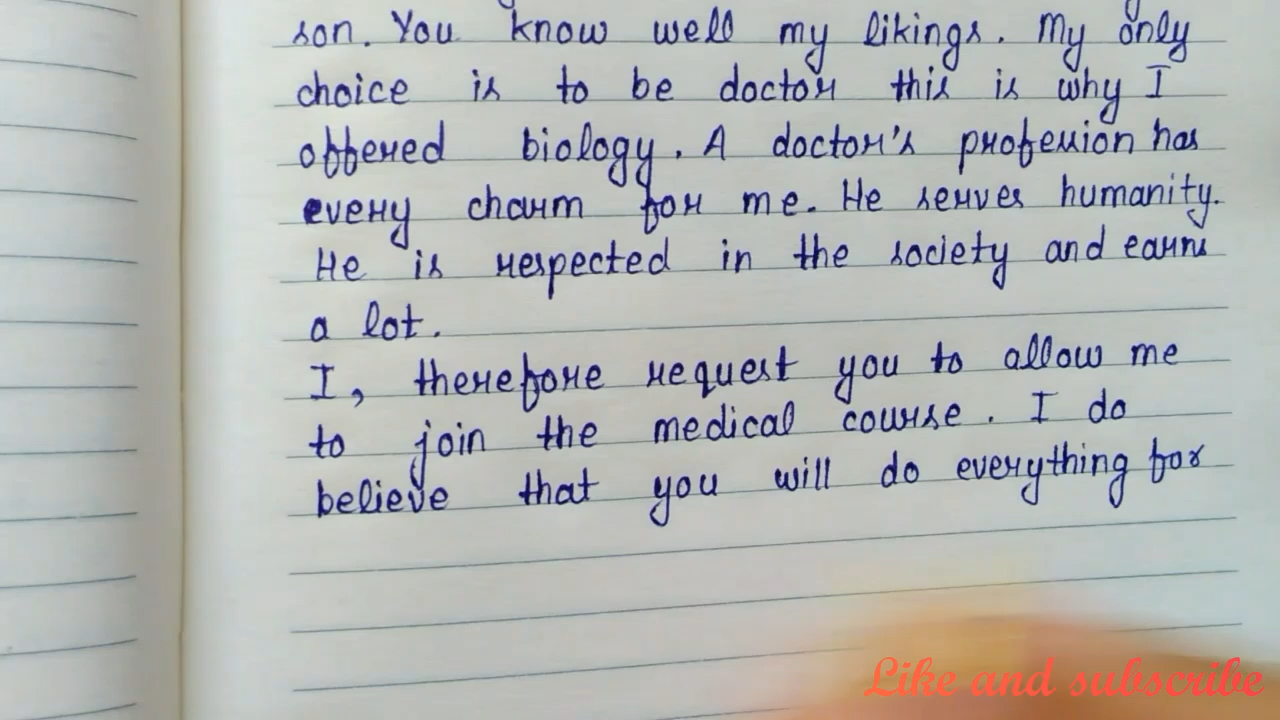 son. You know well my likings. My only
choice is to be doctor this is why I
offered biology. A doctor's profession has
every charm for me. He serves humanity.
He is respected in the society and earns
a lot.
I, therefore request you to allow me
to join the medical course. I do
believe that you will do everything for
Like and subscribe